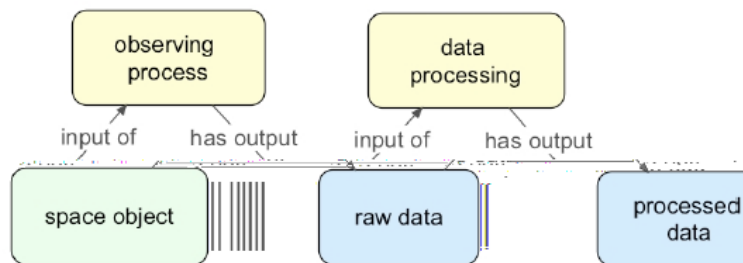 observing
process
data
processing
input of
has output
input of
has output
space object
raw data
processed
data